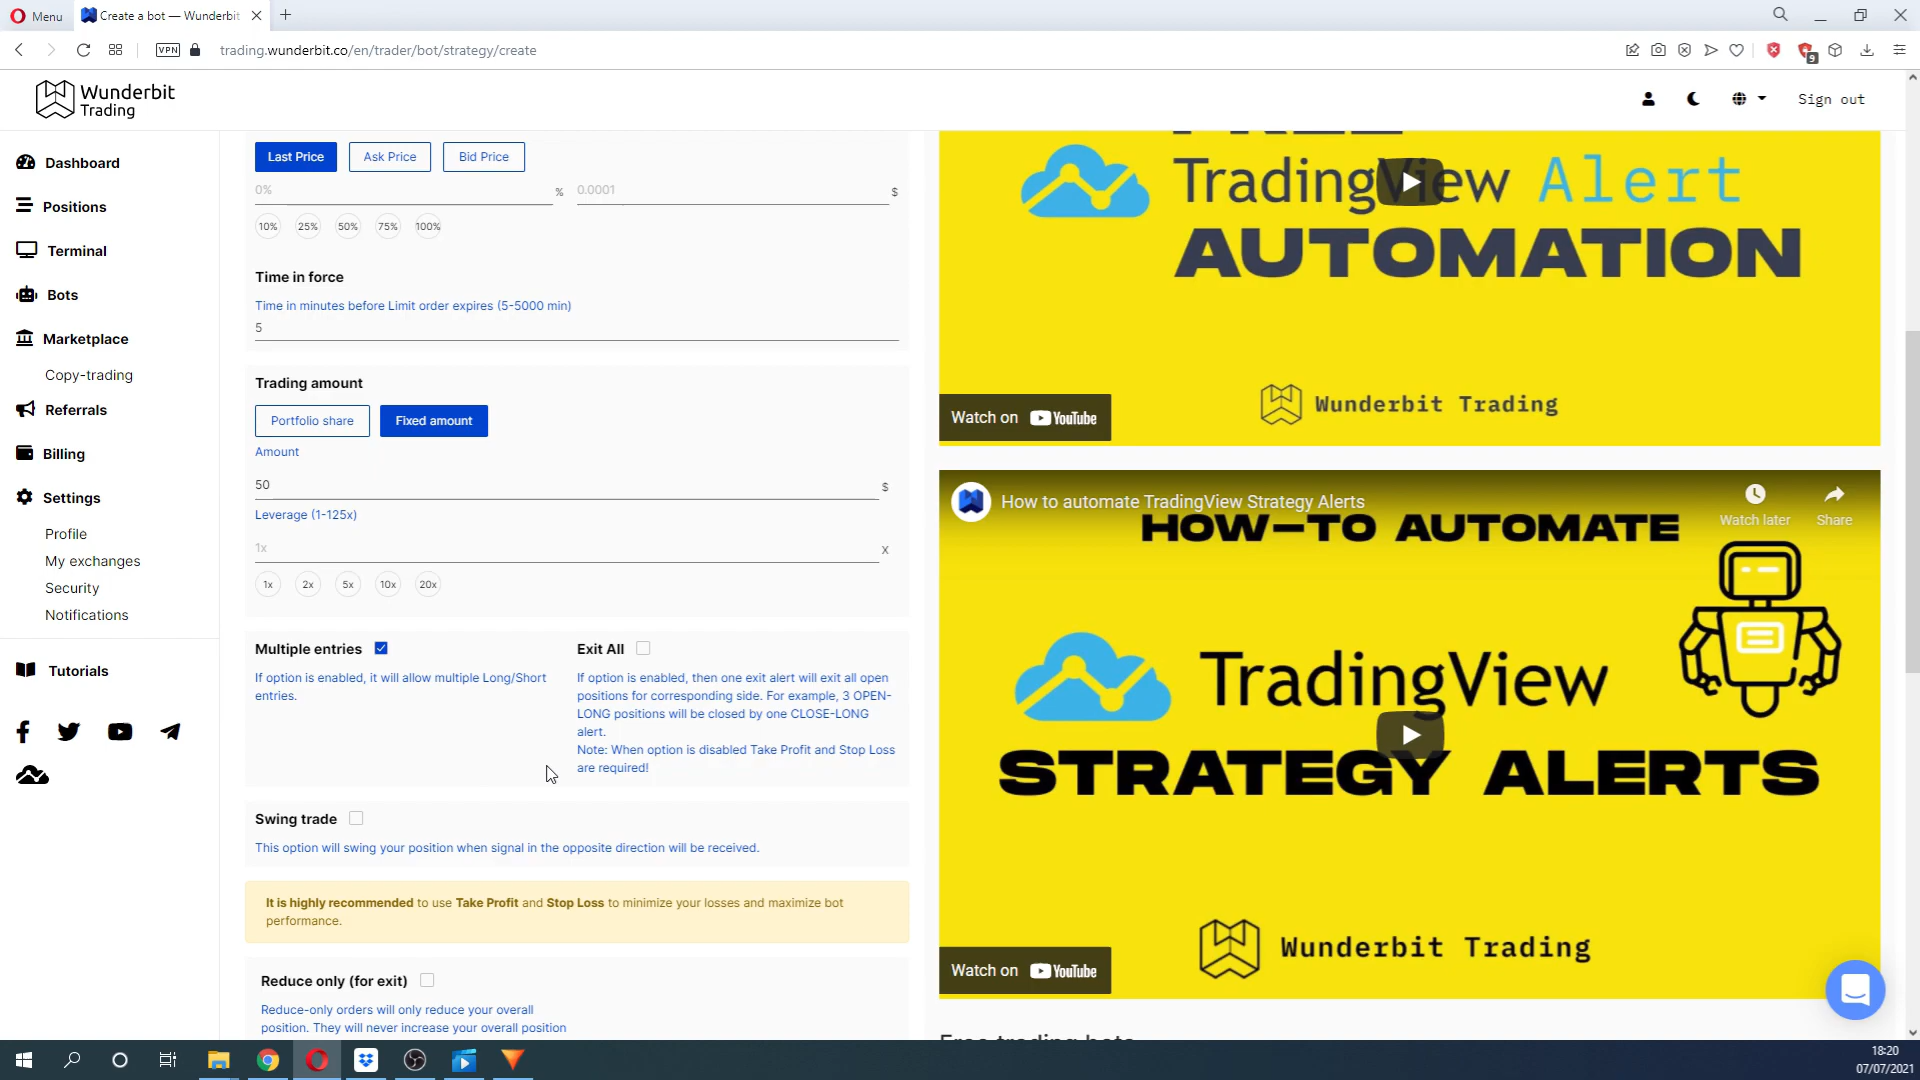 Menu
Create a bot — Wunderbit
VPN
trading.wunderbit.co/en/trader/bot/strategy/create
9
Wunderbit
Trading
Sign out
Dashboard
Positions
Terminal
Bots
Marketplace
Copy-trading
Referrals
Billing
Settings
Profile
My exchanges
Security
Notifications
Tutorials
Last Price
Ask Price
Bid Price
0%
%
0.0001
$
10%
25%
50%
75%
100%
Time in force
Time in minutes before Limit order expires (5-5000 min)
5
Trading amount
Portfolio share
Fixed amount
Amount
50
$
Leverage (1-125x)
1x
X
1x
2x
5x
10x
20x
Multiple entries
If option is enabled, it will allow multiple Long/Short
entries.
Exit All
If option is enabled, then one exit alert will exit all open
positions for corresponding side. For example, 3 OPEN-
LONG positions will be closed by one CLOSE-LONG
alert.
Note: When option is disabled Take Profit and Stop Loss
are required!
Swing trade
This option will swing your position when signal in the opposite direction will be received.
It is highly recommended to use Take Profit and Stop Loss to minimize your losses and maximize bot
performance.
Reduce only (for exit)
Reduce-only orders will only reduce your overall
position. They will never increase your overall position
TradingView Alert
AUTOMATION
Watch on YouTube
Wunderbit Trading
How to automate TradingView Strategy Alerts
Watch later
Share
HOW-TO AUTOMATE
TradingView
STRATEGY ALERTS
Watch on YouTube
Wunderbit Trading
Free trading bots
18:20
07/07/2021